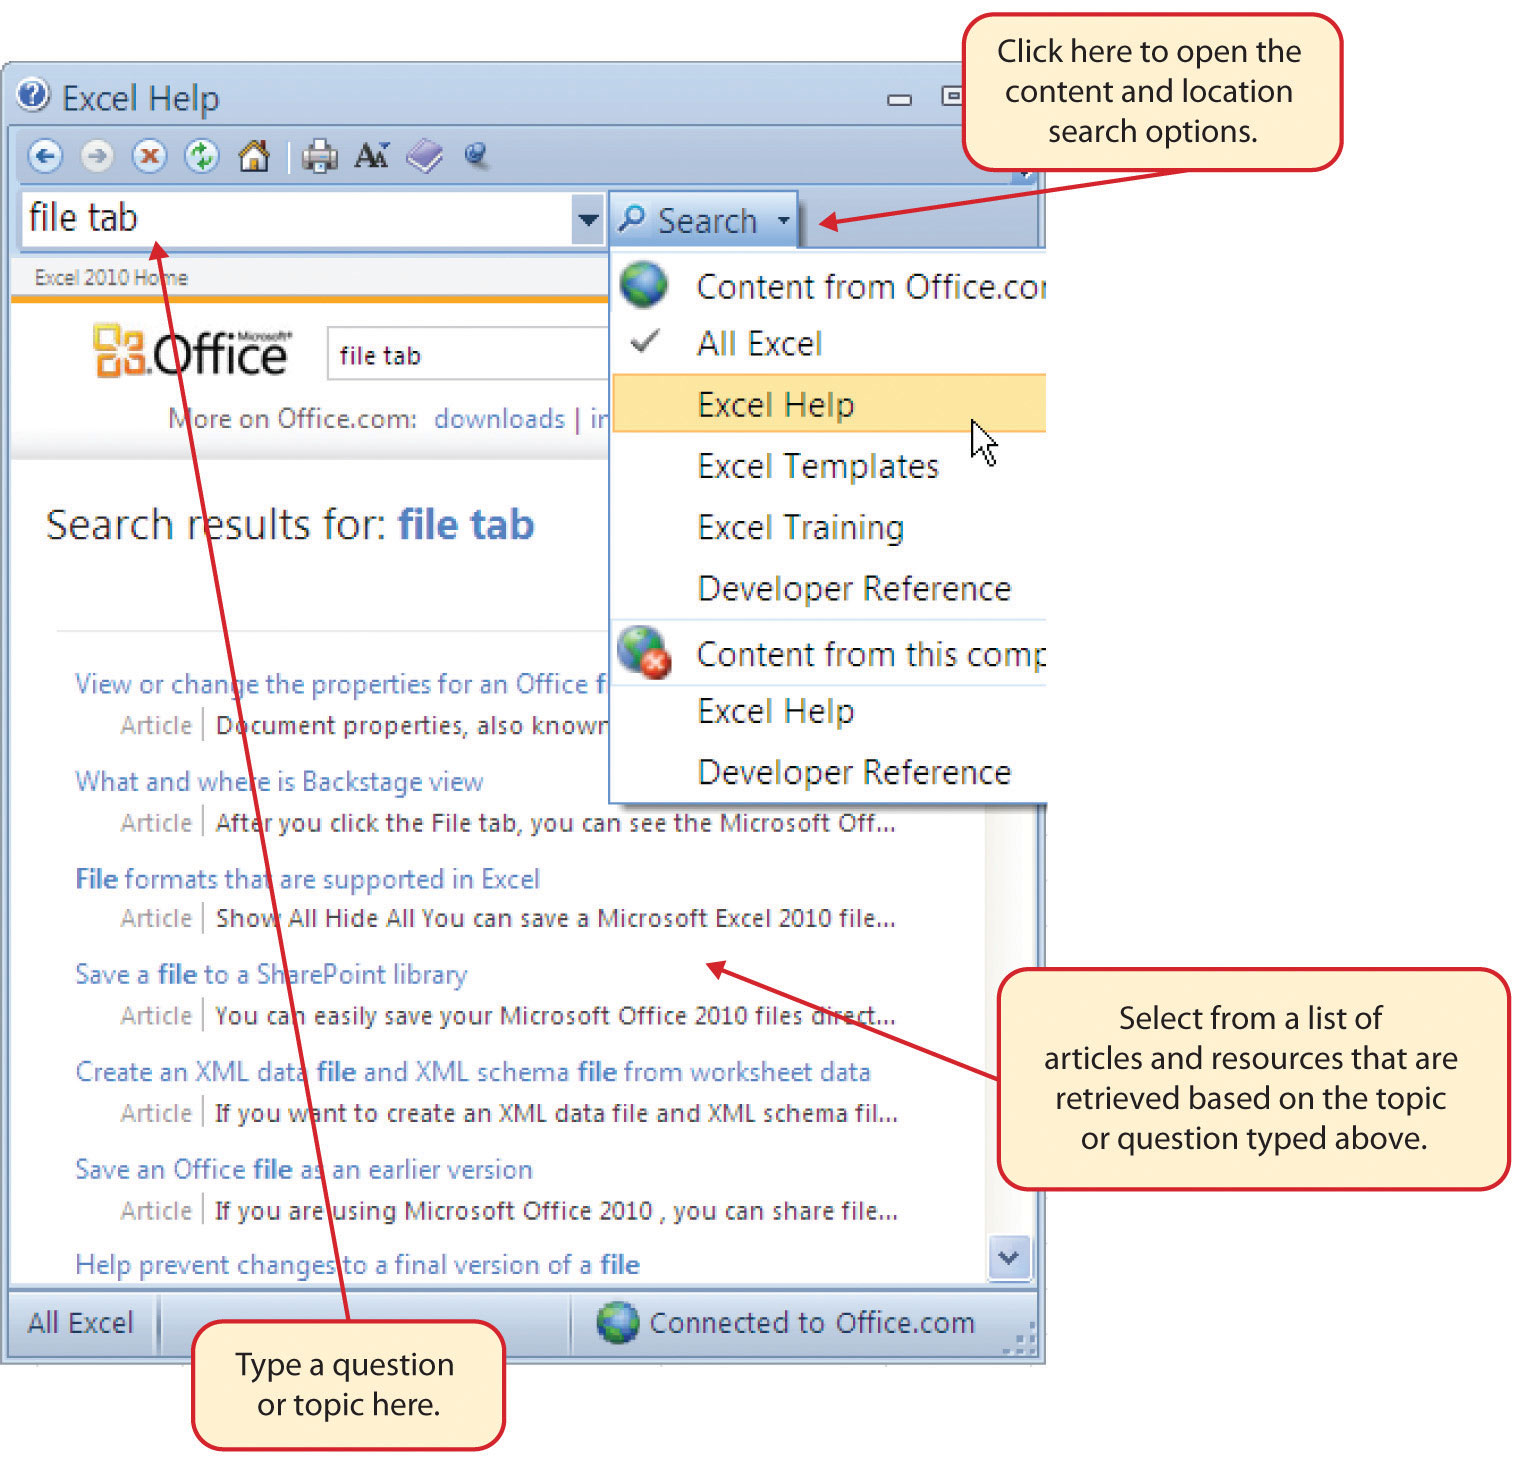 Click here to open the
content and location
search options.
Excel Help
file tab
Search
Excel 2010 Home
Content from Office.com
All Excel
Excel Help
Excel Templates
Excel Training
Developer Reference
Content from this comp
Excel Help
Developer Reference
Microsoft®
Office
file tab
More on Office.com: downloads | in
Search results for: file tab
View or change the properties for an Office f
Article | Document properties, also known
What and where is Backstage view
Article | After you click the File tab, you can see the Microsoft Off...
File formats that are supported in Excel
Article | Show All Hide All You can save a Microsoft Excel 2010 file...
Save a file to a SharePoint library
Article | You can easily save your Microsoft Office 2010 files direct...
Create an XML data file and XML schema file from worksheet data
Article | If you want to create an XML data file and XML schema fil...
Save an Office file as an earlier version
Article | If you are using Microsoft Office 2010 , you can share file...
Help prevent changes to a final version of a file
Select from a list of
articles and resources that are
retrieved based on the topic
or question typed above.
All Excel
Connected to Office.com
Type a question
or topic here.